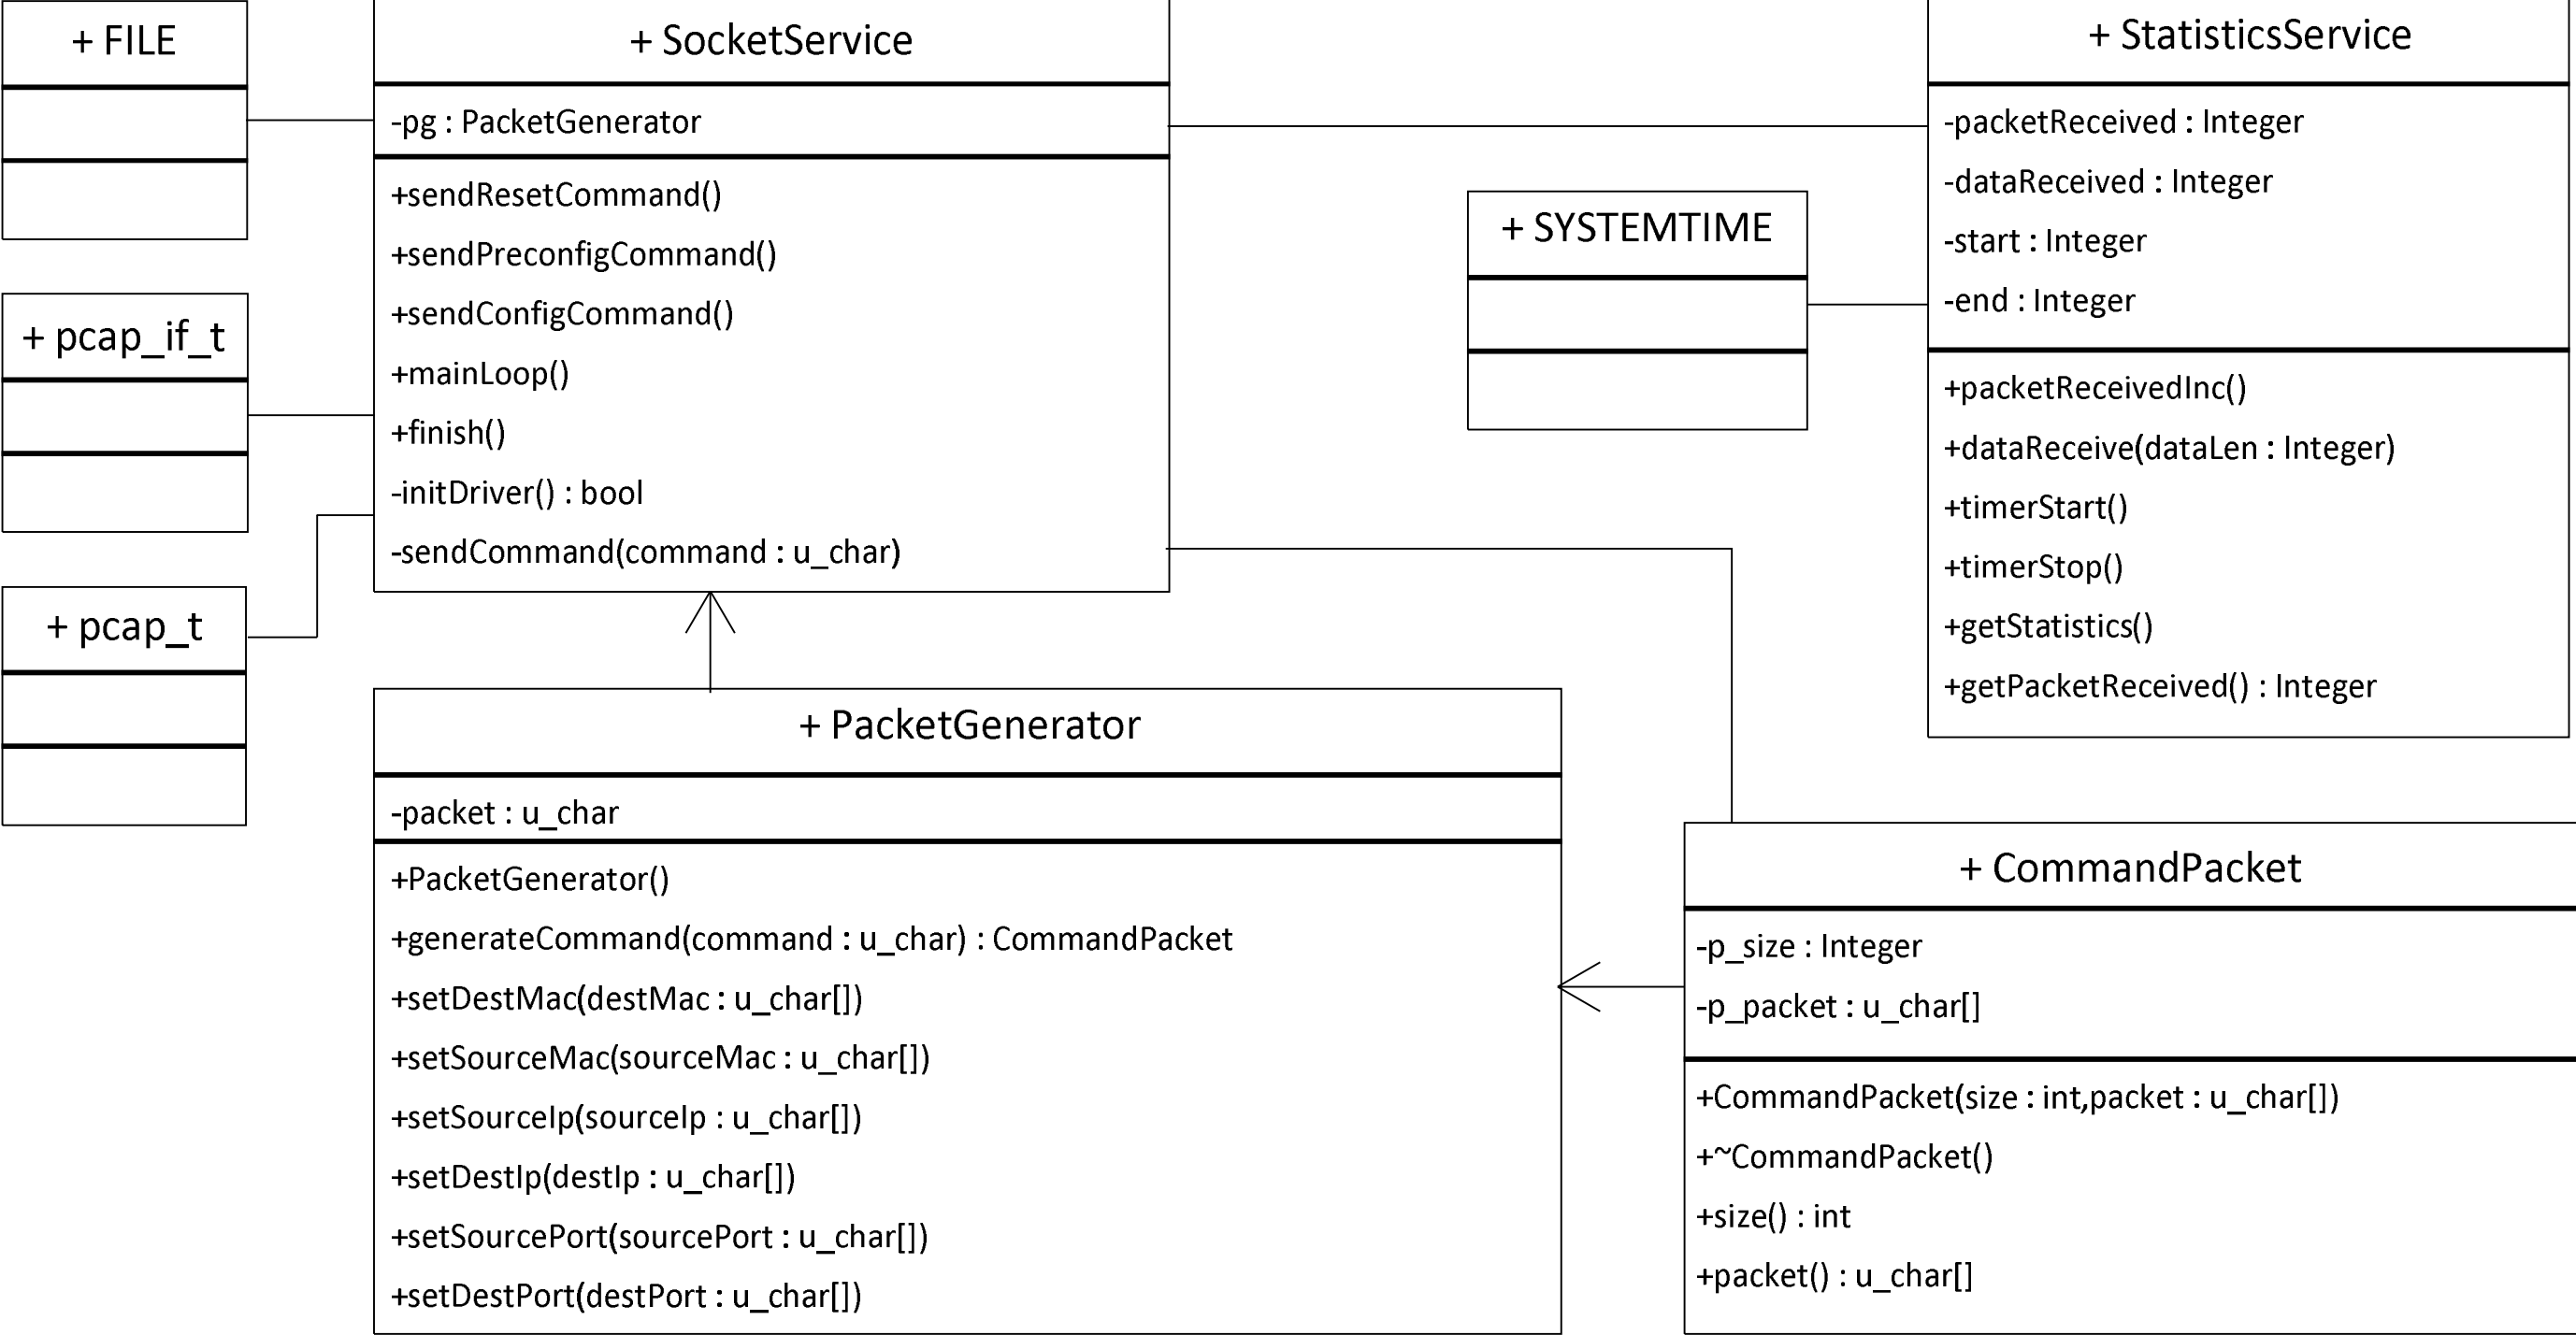 + FILE
+ pcap_if_t
+ pcap_t
+ SocketService
-pg : PacketGenerator
+sendResetCommand()
+sendPreconfigCommand()
+sendConfigCommand()
+mainLoop()
+finish()
-initDriver() : bool
-sendCommand(command : u_char)
+ StatisticsService
-packetReceived : Integer
-dataReceived : Integer
-start : Integer
-end : Integer
+packetReceivedInc()
+dataReceive(dataLen : Integer)
+timerStart()
+timerStop()
+getStatistics()
+getPacketReceived() : Integer
+ SYSTEMTIME
+ PacketGenerator
-packet : u_char
+PacketGenerator()
+generateCommand(command : u_char) : CommandPacket
+setDestMac(destMac : u_char[])
+setSourceMac(sourceMac : u_char[])
+setSourceIp(sourceIp : u_char[])
+setDestIp(destIp : u_char[])
+setSourcePort(sourcePort : u_char[])
+setDestPort(destPort : u_char[])
+ CommandPacket
-p_size : Integer
-p_packet : u_char[]
+CommandPacket(size : int,packet : u_char[])
+~CommandPacket()
+size() : int
+packet() : u_char[]